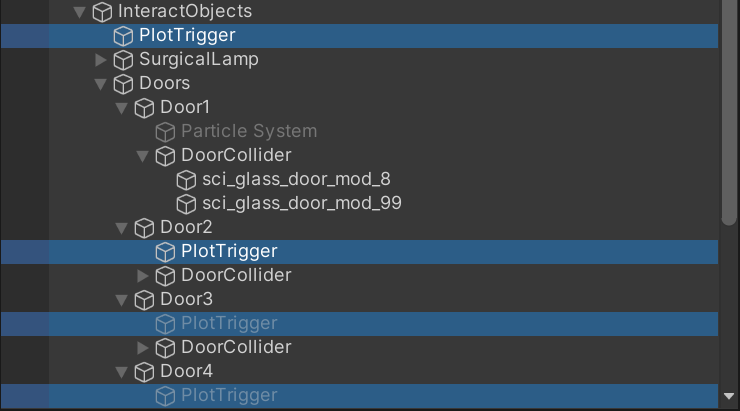 InteractObjects
PlotTrigger
SurgicalLamp
Doors
Door1
Particle System
DoorCollider
sci_glass_door_mod_8
sci_glass_door_mod_99
Door2
PlotTrigger
DoorCollider
Door3
PlotTrigger
DoorCollider
Door4
PlotTrigger